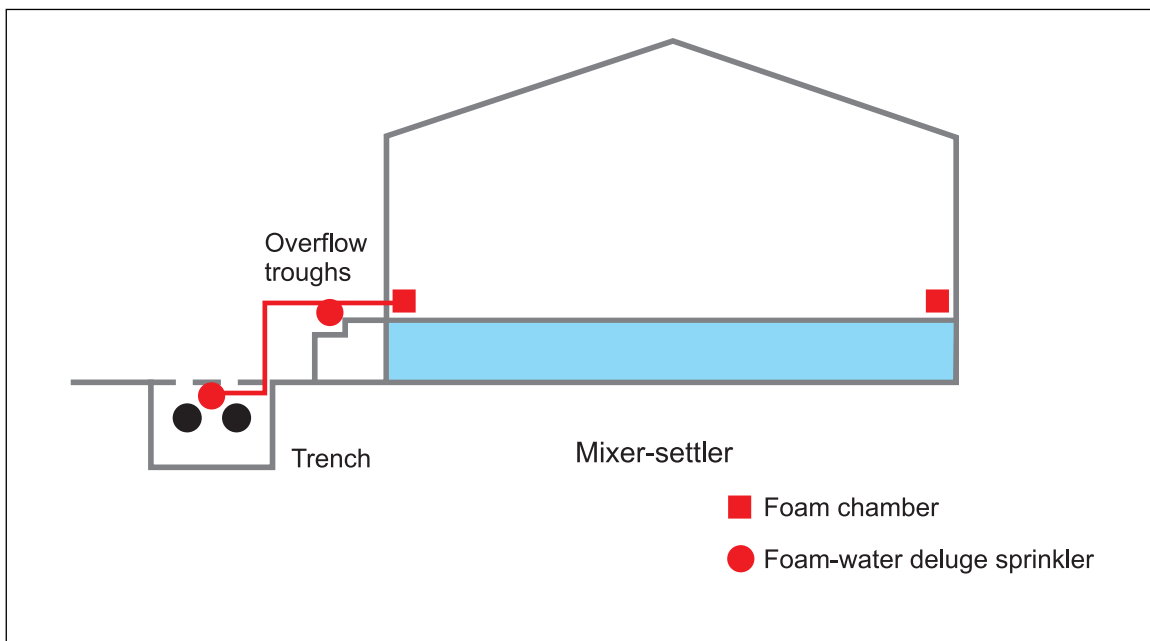 Overflow
troughs
Trench
Mixer-settler
Foam chamber
Foam-water deluge sprinkler